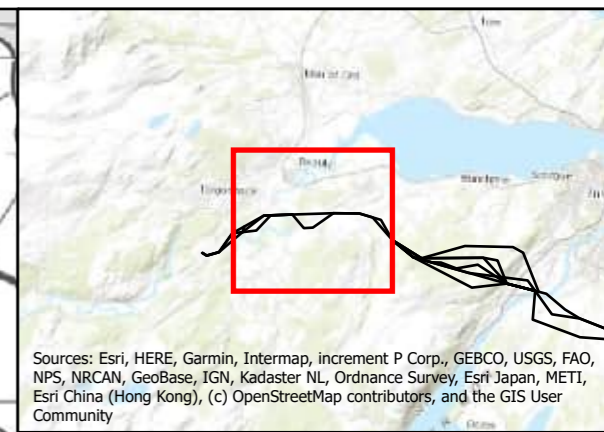 Beauly
Sources: Esri, HERE, Garmin, Intermap, increment P Corp., GEBCO, USGS, FAO,
NPS, NRCAN, GeoBase, IGN, Kadaster NL, Ordnance Survey, Esri Japan, METI,
Esri China (Hong Kong), (c) OpenStreetMap contributors, and the GIS User
Community